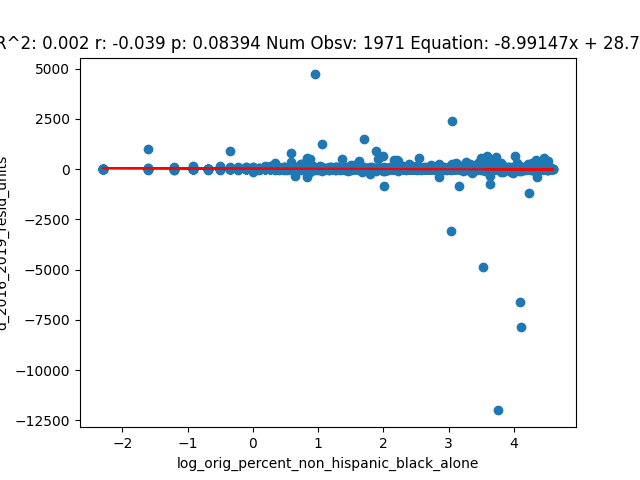 R^2: 0.002 r: -0.039 p: 0.08394 Num Obsv: 1971 Equation: -8.99147x + 28.7
5000
2500
0
−2500
−5000
−7500
−10000
−12500
d_2016_2019_resid_units
−2 −1 0 1 2 3 4
log_orig_percent_non_hispanic_black_alone